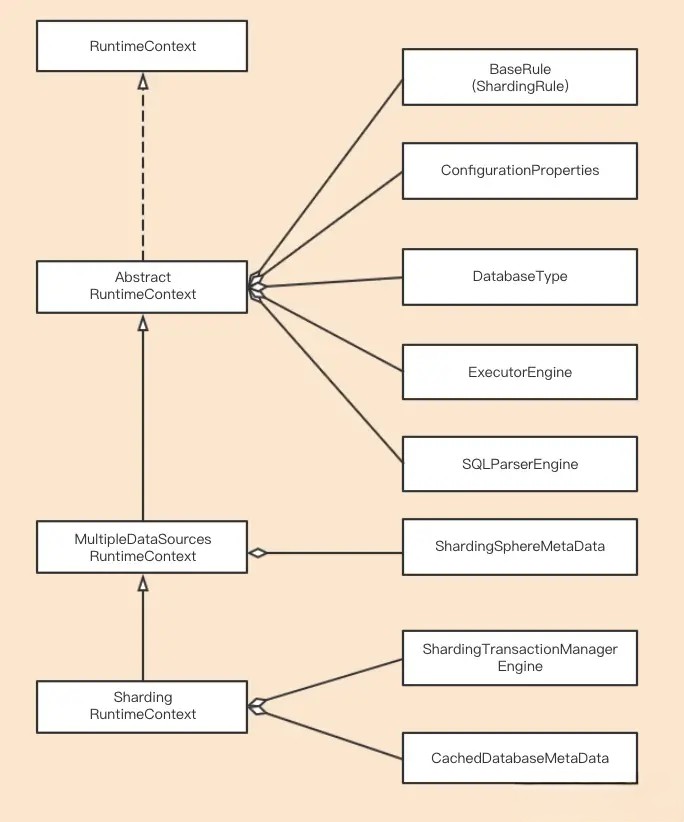 RuntimeContext
BaseRule
(ShardingRule)
ConfigurationProperties
Abstract
RuntimeContext
DatabaseType
ExecutorEngine
SQLParserEngine
MultipleDataSources
RuntimeContext
ShardingSphereMetaData
ShardingTransactionManager
Engine
Sharding
RuntimeContext
CachedDatabaseMetaData